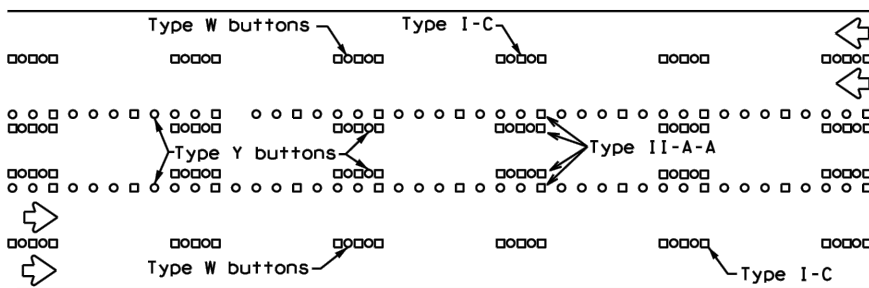 Type W buttons
Type I-C
Type Y buttons
Type II-A-A
Type W buttons
Type I-C